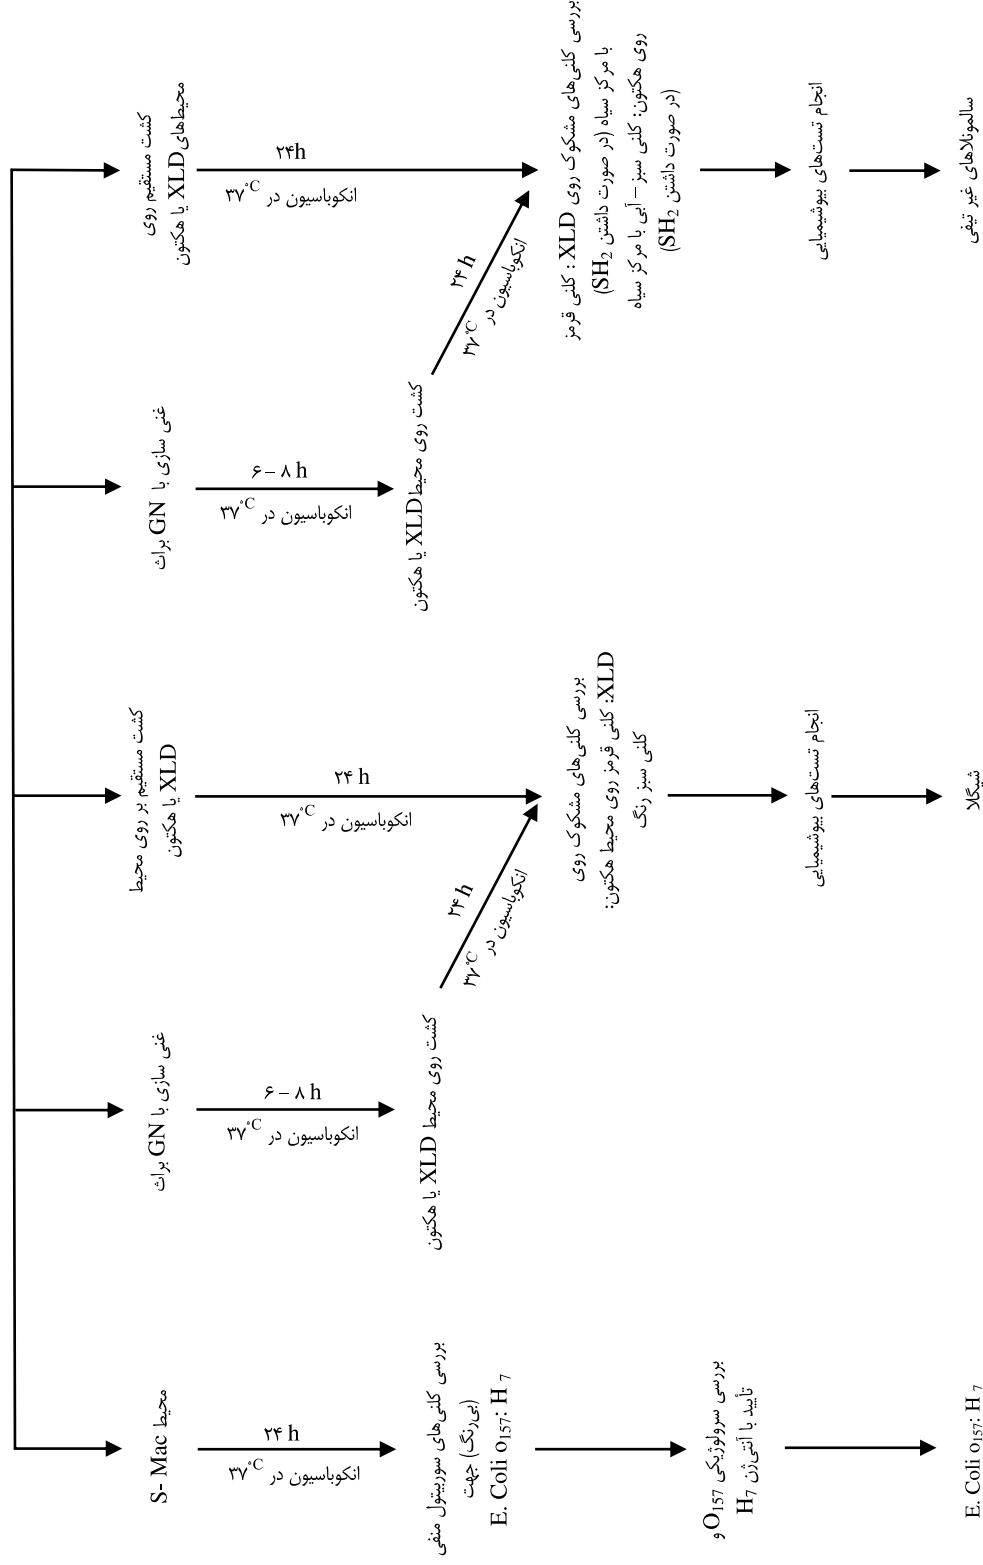 کشت مستقیم روی
محیط‌های XLD یا هکتون
۲۴h
انکوباسیون در ۳۷°C
بررسی کلنی‌های مشکوک روی XLD : کلنی قرمز
با مرکز سیاه (در صورت داشتن SH2)
روی هکتون: کلنی سبز – آبی با مرکز سیاه
(در صورت داشتن SH2)
انجام تست‌های بیوشیمیایی
سالمونلاهای غیر تیفی
غنی سازی با GN براث
۶ – ۸ h
انکوباسیون در ۳۷°C
کشت روی محیط XLD یا هکتون
۲۴ h
انکوباسیون در ۳۷°C
کشت مستقیم بر روی محیط
XLD یا هکتون
۲۴ h
انکوباسیون در ۳۷°C
بررسی کلنی‌های مشکوک روی
XLD: کلنی قرمز روی محیط هکتون:
کلنی سبز رنگ
انجام تست‌های بیوشیمیایی
شیگلا
غنی سازی با GN براث
۶ – ۸ h
انکوباسیون در ۳۷°C
کشت روی محیط XLD یا هکتون
۲۴ h
انکوباسیون در ۳۷°C
محیط S- Mac
۲۴ h
انکوباسیون در ۳۷°C
بررسی کلنی‌های سوربیتول منفی
(بی‌رنگ) جهت
E. Coli o157: H 7
بررسی سرولوژیکی O157 و
تأیید با آنتی‌ژن H7
E. Coli o157: H 7